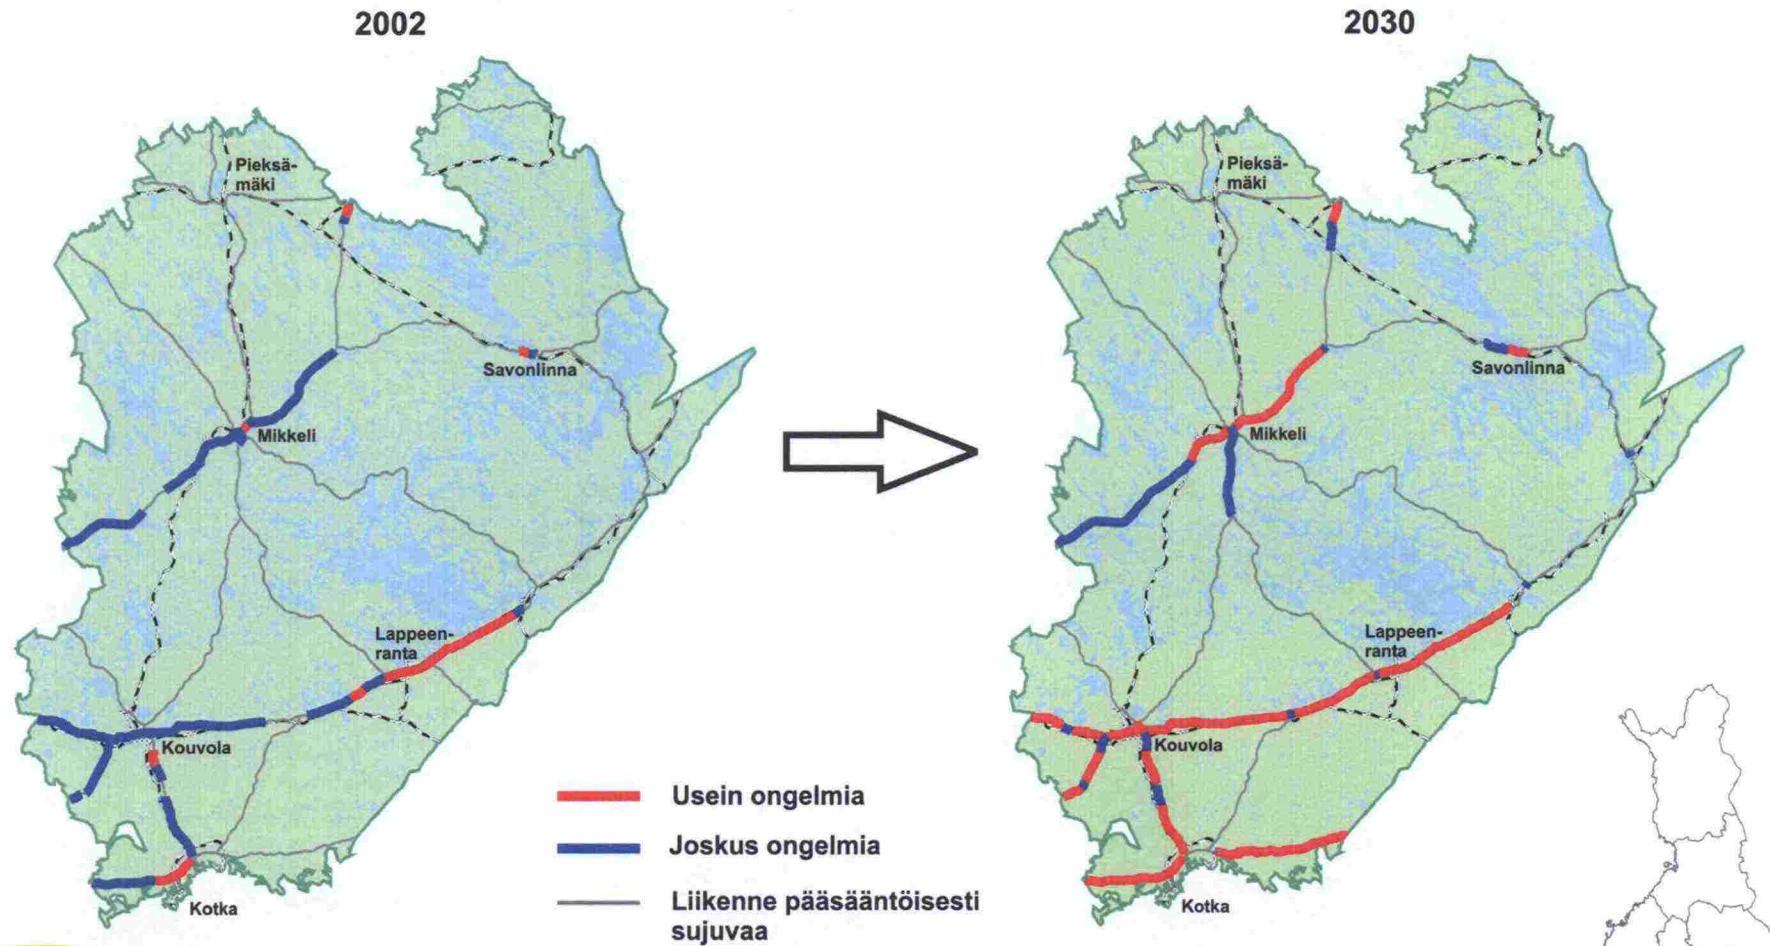 2002
2030
Pieksä-
mäki
Savonlinna
Mikkeli
Lappeen-
ranta
Kouvola
Kotka
Pieksä-
mäki
Savonlinna
Mikkeli
Lappeen-
ranta
Kouvola
Kotka
Usein ongelmia
Joskus ongelmia
Liikenne pääsääntöisesti
sujuvaa